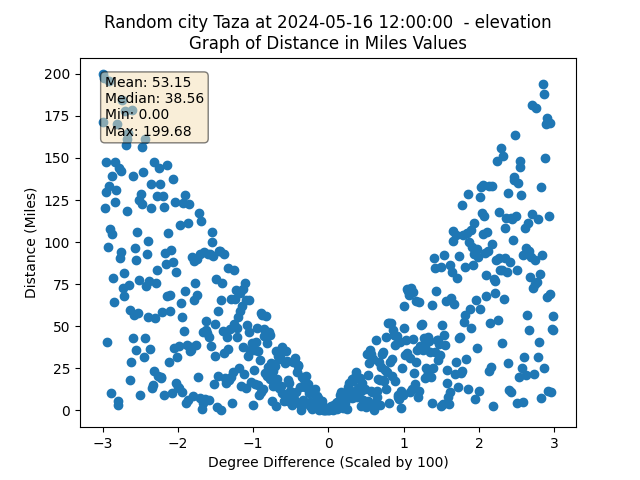 Random city Taza at 2024-05-16 12:00:00  - elevation
Graph of Distance in Miles Values
Mean: 53.15
Median: 38.56
Min: 0.00
Max: 199.68
Distance (Miles)
200
175
150
125
100
75
50
25
0
−3
−2
−1
0
1
2
3
Degree Difference (Scaled by 100)